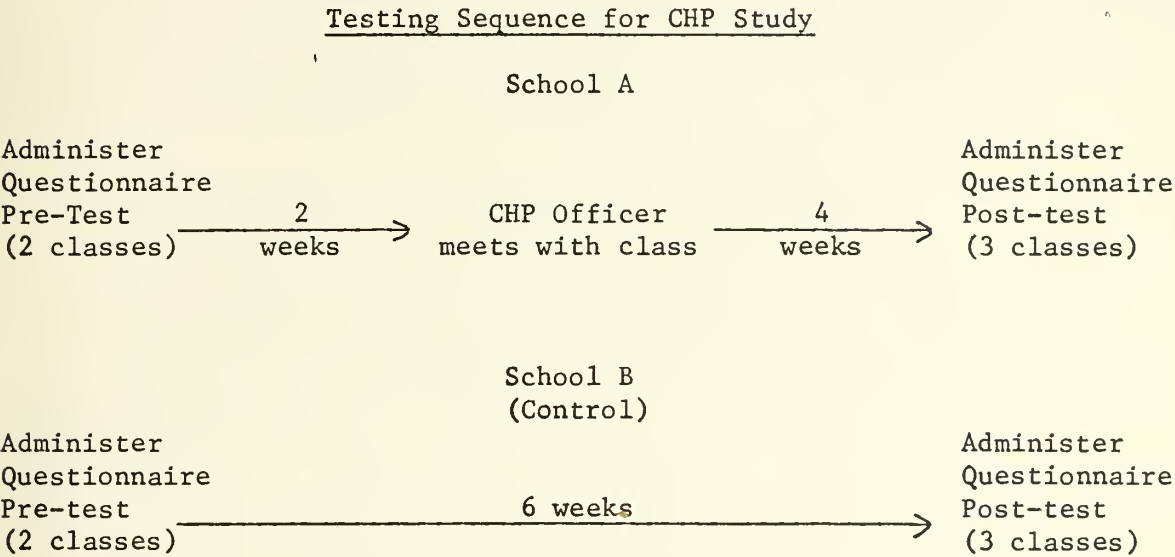 Testing Sequence for CHP Study
School A
Administer
Questionnaire
Pre-Test
(2 classes)
2
weeks
CHP Officer
meets with class
4
weeks
Administer
Questionnaire
Post-test
(3 classes)
School B
(Control)
Administer
Questionnaire
Pre-test
(2 classes)
6 weeks
Administer
Questionnaire
Post-test
(3 classes)